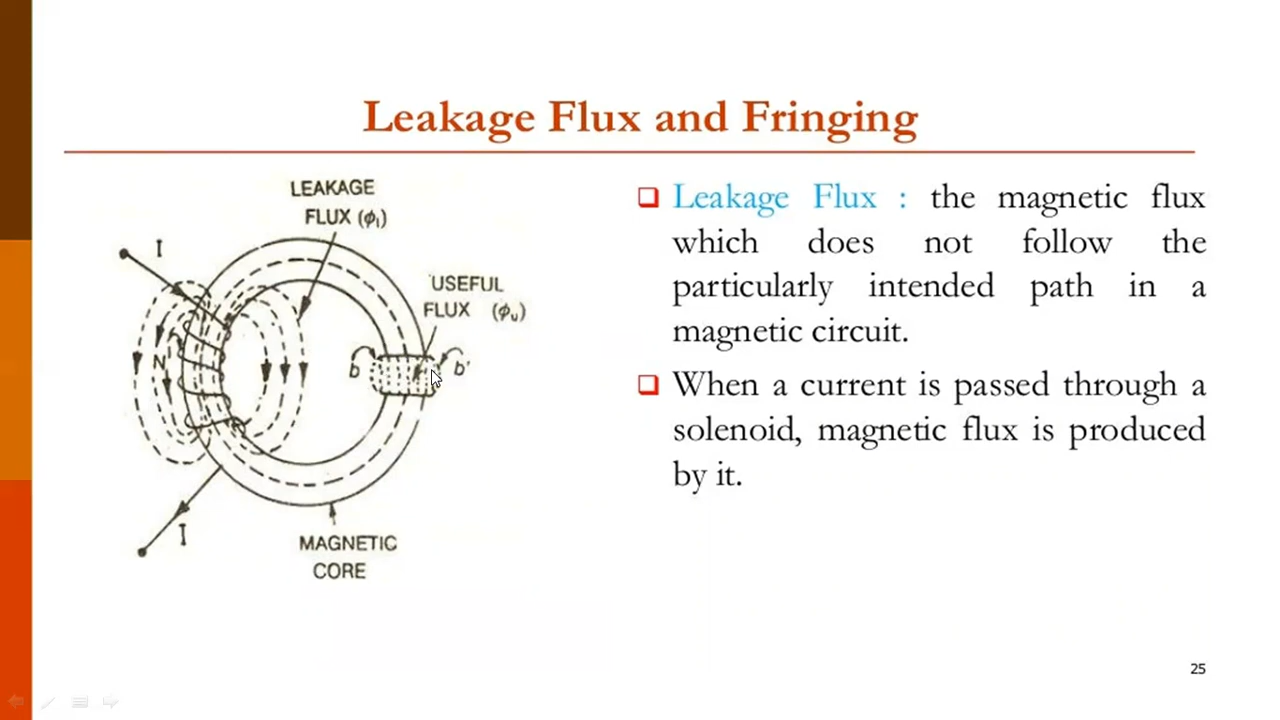 Leakage Flux and Fringing
LEAKAGE
FLUX (ϕl)
I
USEFUL
FLUX (ϕu)
N
b
b'
I
MAGNETIC
CORE
Leakage Flux : the magnetic flux
which does not follow the
particularly intended path in a
magnetic circuit.
When a current is passed through a
solenoid, magnetic flux is produced
by it.
25